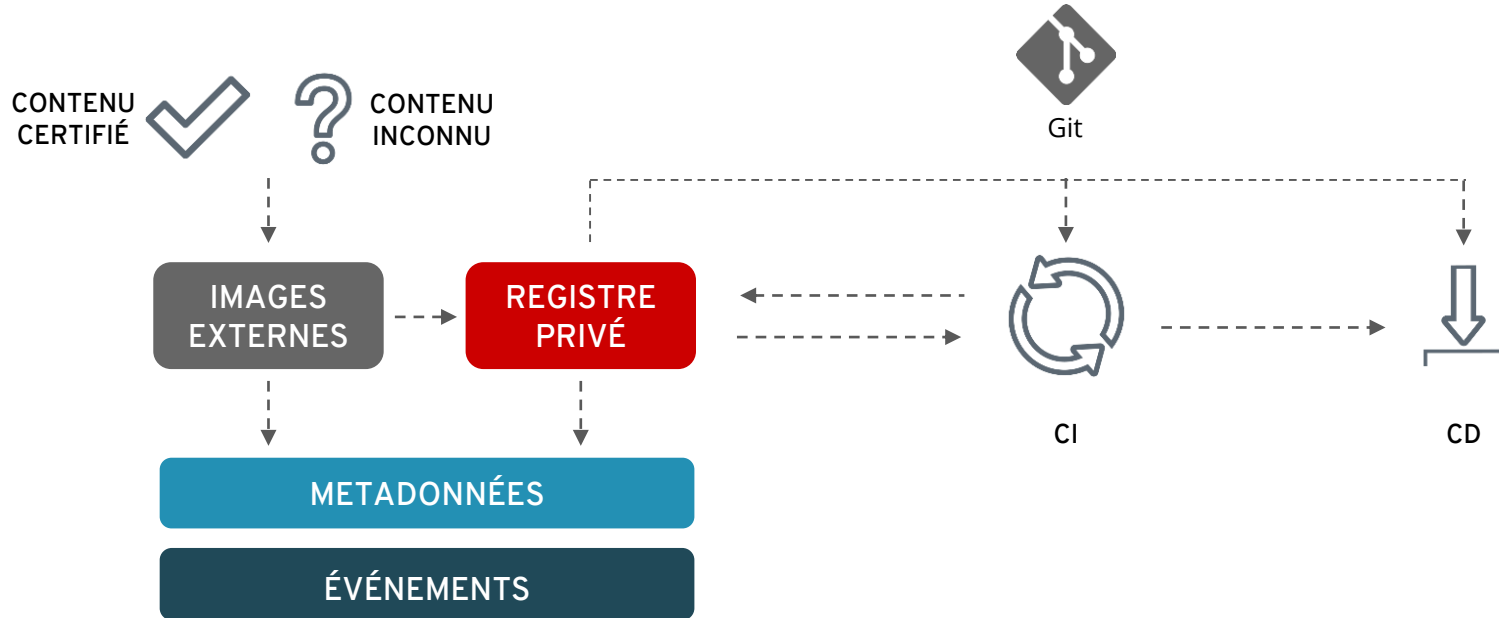 CONTENU
CERTIFIÉ
CONTENU
INCONNU
Git
IMAGES
EXTERNES
REGISTRE
PRIVÉ
CI
CD
METADONNÉES
ÉVÉNEMENTS